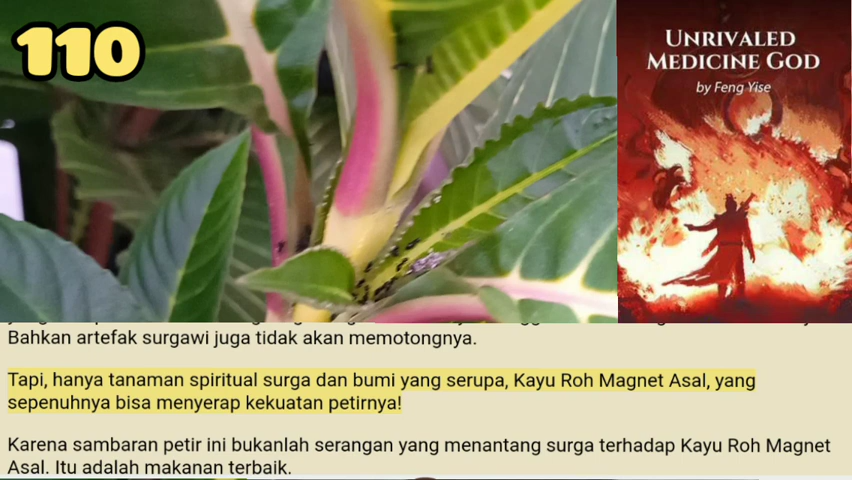 110
UNRIVALED
MEDICINE GOD
by Feng Yise
Bahkan artefak surgawi juga tidak akan memotongnya.
Tapi, hanya tanaman spiritual surga dan bumi yang serupa, Kayu Roh Magnet Asal, yang
sepenuhnya bisa menyerap kekuatan petirnya!
Karena sambaran petir ini bukanlah serangan yang menantang surga terhadap Kayu Roh Magnet
Asal. Itu adalah makanan terbaik.